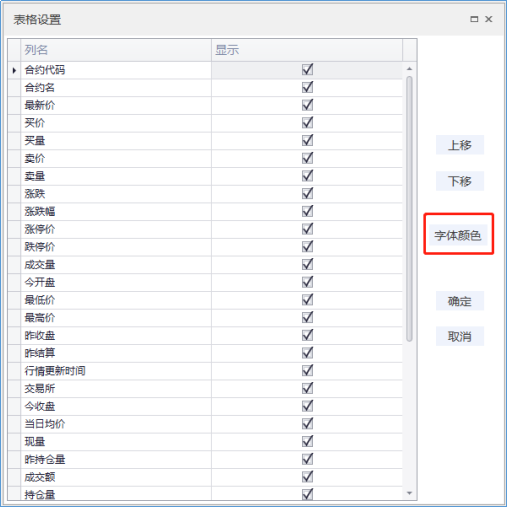 表格设置
列名 显示
合约代码
合约名
最新价
买价
买量
卖价
卖量
涨跌
涨跌幅
涨停价
跌停价
成交量
今开盘
最低价
最高价
昨收盘
昨结算
行情更新时间
交易所
今收盘
当日均价
现量
昨持仓量
成交额
持仓量
上移
下移
字体颜色
确定
取消